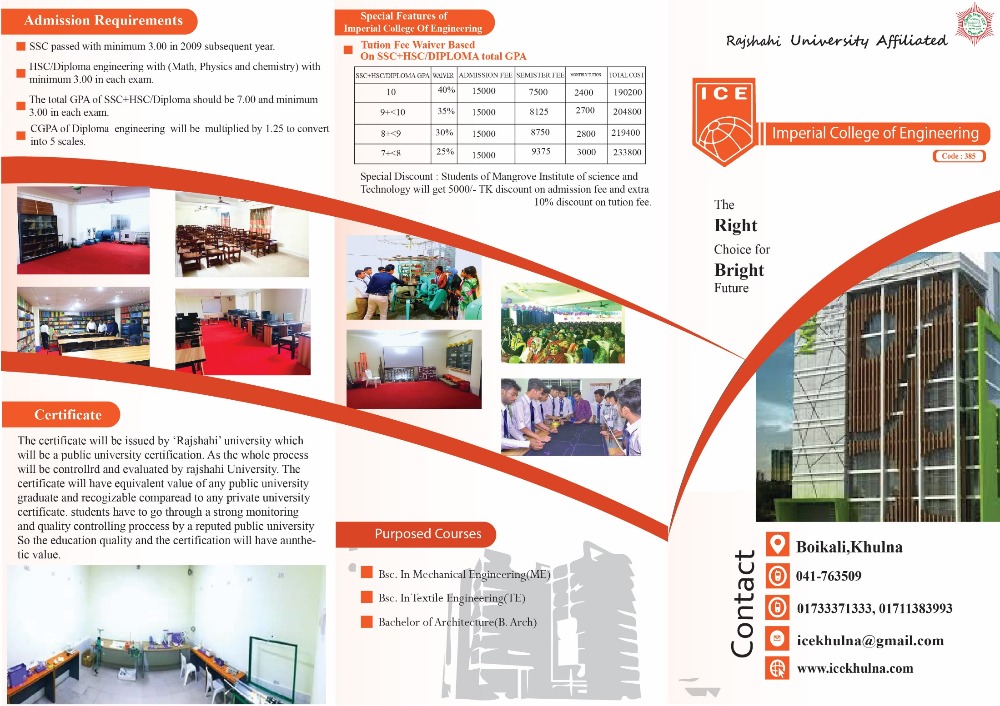 Admission Requirements
SSC passed with minimum 3.00 in 2009 subsequent year.
HSC/Diploma engineering with (Math, Physics and chemistry) with
minimum 3.00 in each exam.
The total GPA of SSC+HSC/Diploma should be 7.00 and minimum
3.00 in each exam.
CGPA of Diploma engineering will be multiplied by 1.25 to convert
into 5 scales.
Certificate
The certificate will be issued by ‘Rajshahi’ university which
will be a public university certification. As the whole process
will be controllrd and evaluated by rajshahi University. The
certificate will have equivalent value of any public university
graduate and recogizable comparead to any private university
certificate. students have to go through a strong monitoring
and quality controlling proccess by a reputed public university
So the education quality and the certification will have aunthe-
tic value.
Special Features of
Imperial College Of Engineering
Tution Fee Waiver Based
On SSC+HSC/DIPLOMA total GPA
SSC+HSC/DIPLOMA GPA WAIVER ADMISSION FEE SEMISTER FEE MONTHLY TUTION TOTAL COST
10 40% 15000 7500 2400 190200
9+<10 35% 15000 8125 2700 204800
8+<9 30% 15000 8750 2800 219400
7+<8 25% 15000 9375 3000 233800
Special Discount : Students of Mangrove Institute of science and
Technology will get 5000/- TK discount on admission fee and extra
10% discount on tution fee.
Purposed Courses
Bsc. In Mechanical Engineering(ME)
Bsc. In Textile Engineering(TE)
Bachelor of Architecture(B. Arch)
Rajshahi University Affiliated
ICE
Imperial College of Engineering
Code : 385
The
Right
Choice for
Bright
Future
Contact
Boikali,Khulna
041-763509
01733371333, 01711383993
icekhulna@gmail.com
www.icekhulna.com